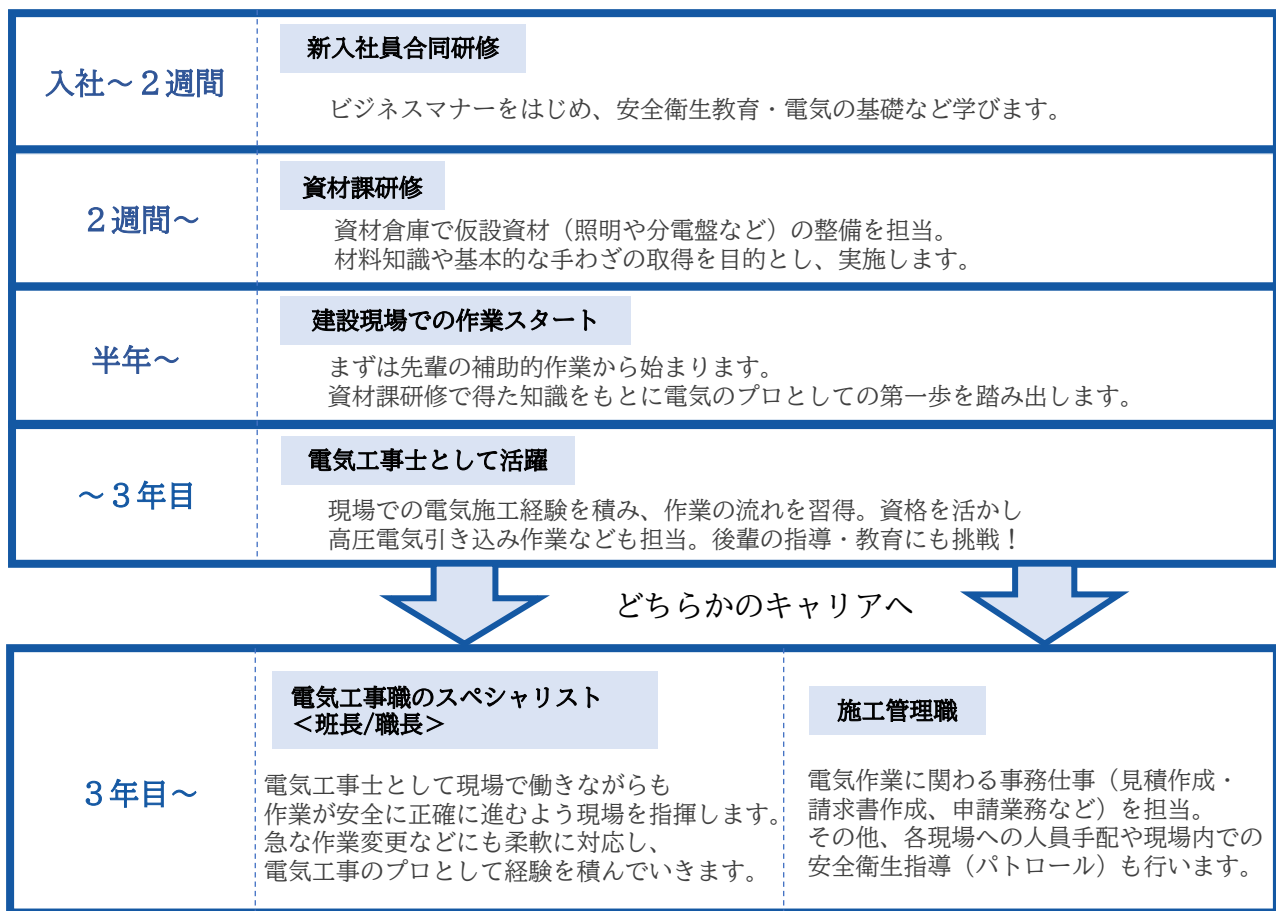 入社～２週間
新入社員合同研修
ビジネスマナーをはじめ、安全衛生教育・電気の基礎など学びます。
２週間～
資材課研修
資材倉庫で仮設資材（照明や分電盤など）の整備を担当。
材料知識や基本的な手わざの取得を目的とし、実施します。
半年～
建設現場での作業スタート
まずは先輩の補助的作業から始まります。
資材課研修で得た知識をもとに電気のプロとしての第一歩を踏み出します。
～３年目
電気工事士として活躍
現場での電気施工経験を積み、作業の流れを習得。資格を活かし
高圧電気引き込み作業なども担当。後輩の指導・教育にも挑戦！
どちらかのキャリアへ
３年目～
電気工事職のスペシャリスト
＜班長/職長＞
電気工事士として現場で働きながらも
作業が安全に正確に進むよう現場を指揮します。
急な作業変更などにも柔軟に対応し、
電気工事のプロとして経験を積んでいきます。
施工管理職
電気作業に関わる事務仕事（見積作成・
請求書作成、申請業務など）を担当。
その他、各現場への人員手配や現場内での
安全衛生指導（パトロール）も行います。